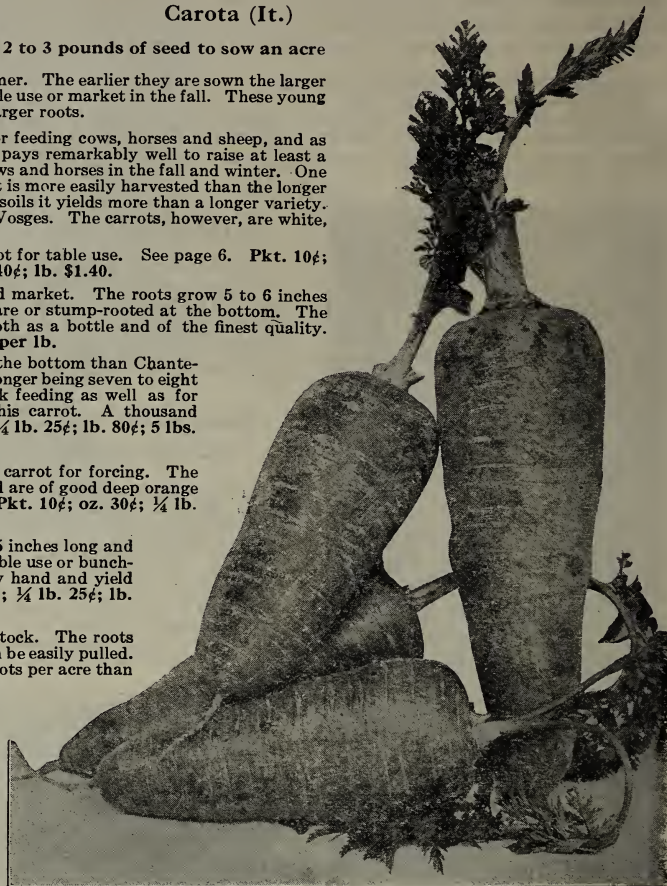 Carota (It.)
2 to 3 pounds of seed to sow an acre
ner. The earlier they are sown the larger
le use or market in the fall. These young
rger roots.
r feeding cows, horses and sheep, and as
pays remarkably well to raise at least a
ws and horses in the fall and winter. One
t is more easily harvested than the longer
soils it yields more than a longer variety.
Vosges. The carrots, however, are white,
ot for table use. See page 6. Pkt. 10¢;
40¢; lb. $1.40.
d market. The roots grow 5 to 6 inches
are or stump-rooted at the bottom. The
oth as a bottle and of the finest quality.
per lb.
the bottom than Chante-
onger being seven to eight
k feeding as well as for
his carrot. A thousand
¼ lb. 25¢; lb. 80¢; 5 lbs.
carrot for forcing. The
l are of good deep orange
Pkt. 10¢; oz. 30¢; ¼ lb.
5 inches long and
ble use or bunch-
y hand and yield
; ¼ lb. 25¢; lb.
tock. The roots
n be easily pulled.
ots per acre than